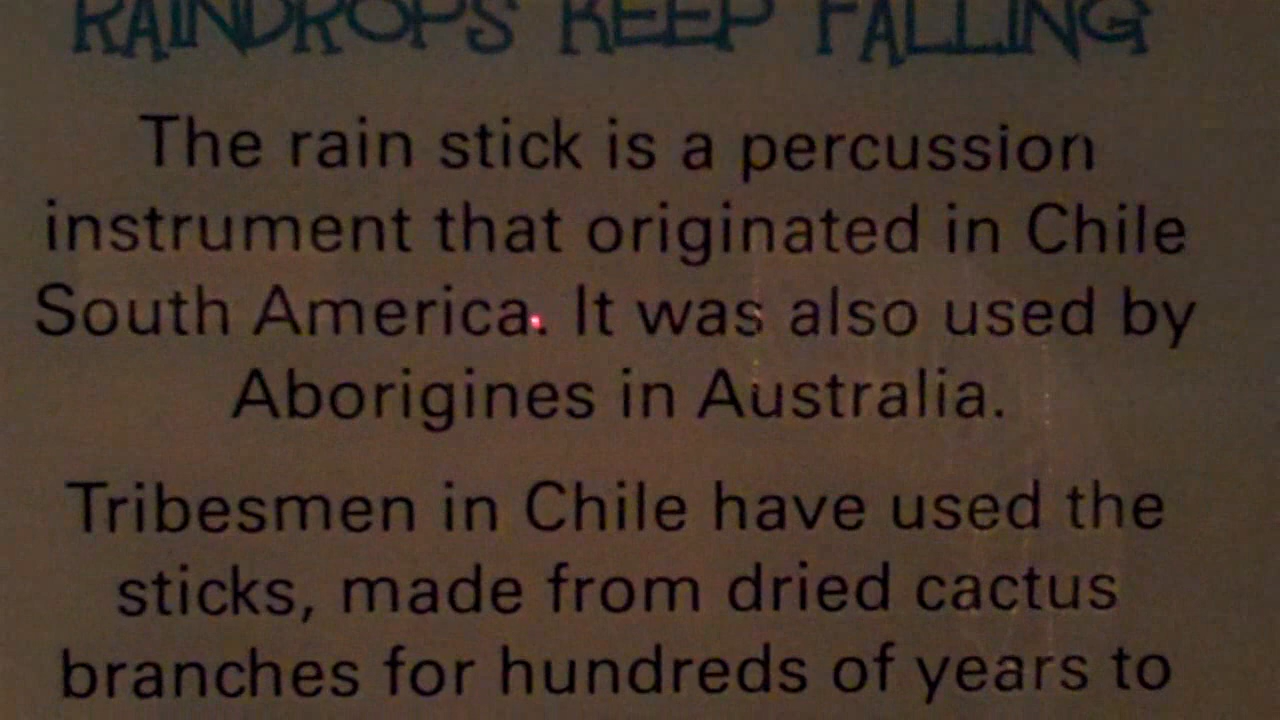 RAINDROPS KEEP FALLING
The rain stick is a percussion
instrument that originated in Chile
South America. It was also used by
Aborigines in Australia.
Tribesmen in Chile have used the
sticks, made from dried cactus
branches for hundreds of years to